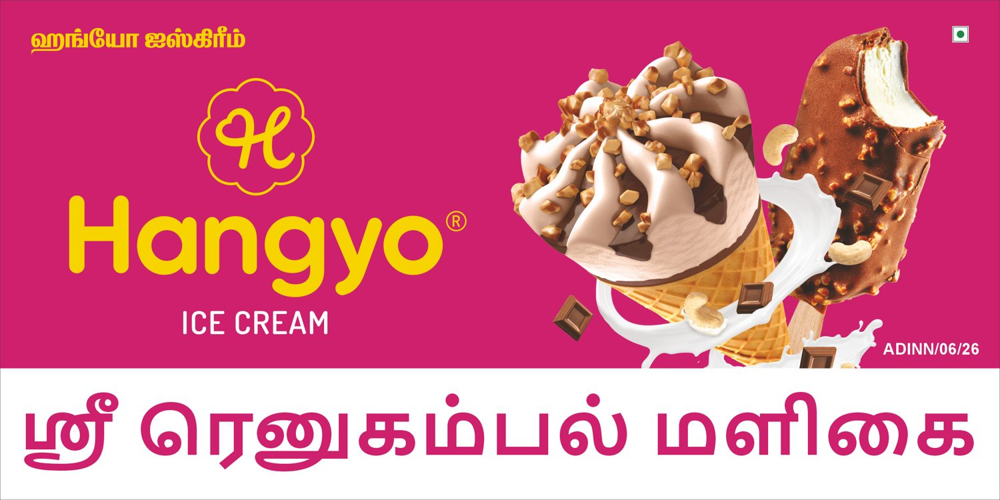 ஹங்யோ ஐஸ்கிரீம்
H
Hangyo®
ICE CREAM
ADINN/06/26
ஸ்ரீ ரெனுகம்பல் மளிகை